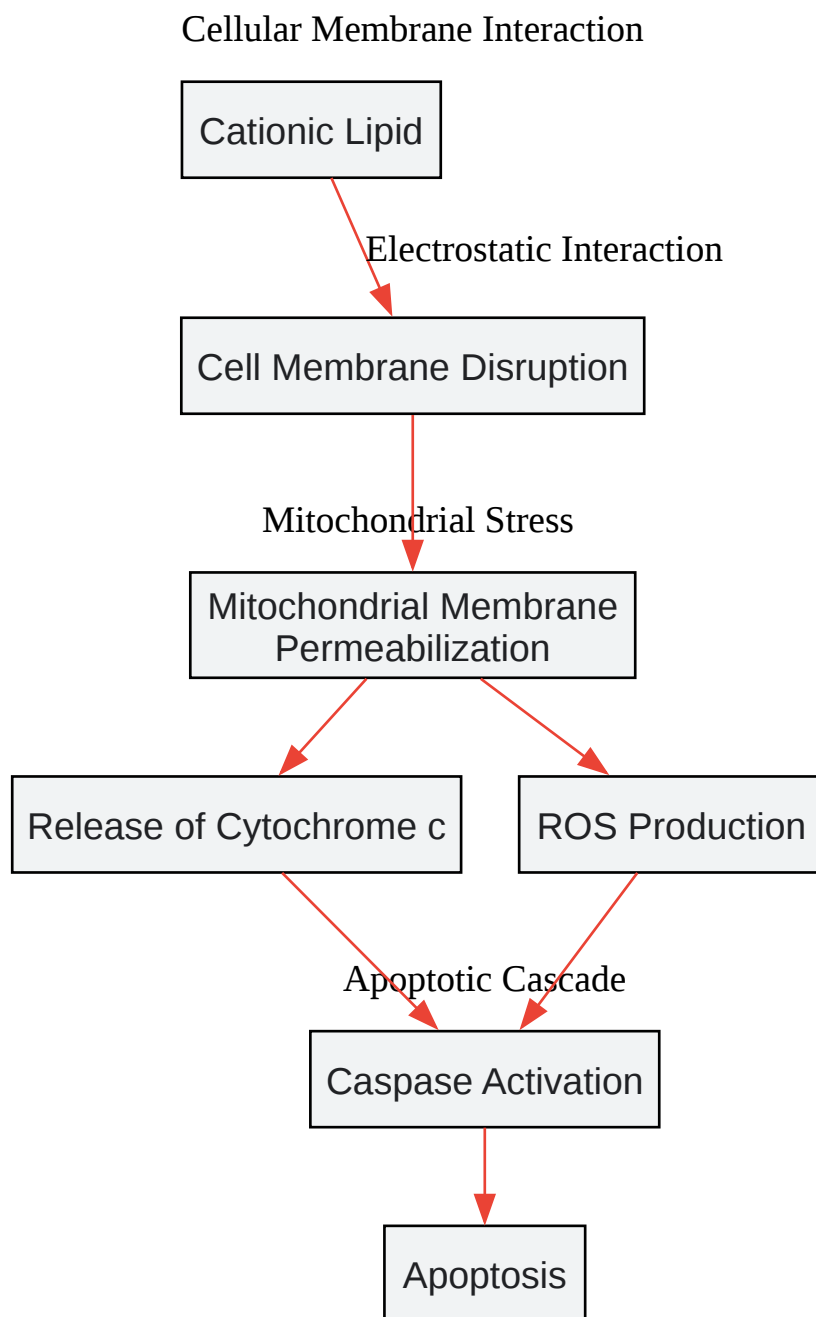 Cellular Membrane Interaction
Cationic Lipid
Electrostatic Interaction
Cell Membrane Disruption
Mitochondrial Stress
Mitochondrial Membrane
Permeabilization
Release of Cytochrome c
ROS Production
Apoptotic Cascade
Caspase Activation
Apoptosis